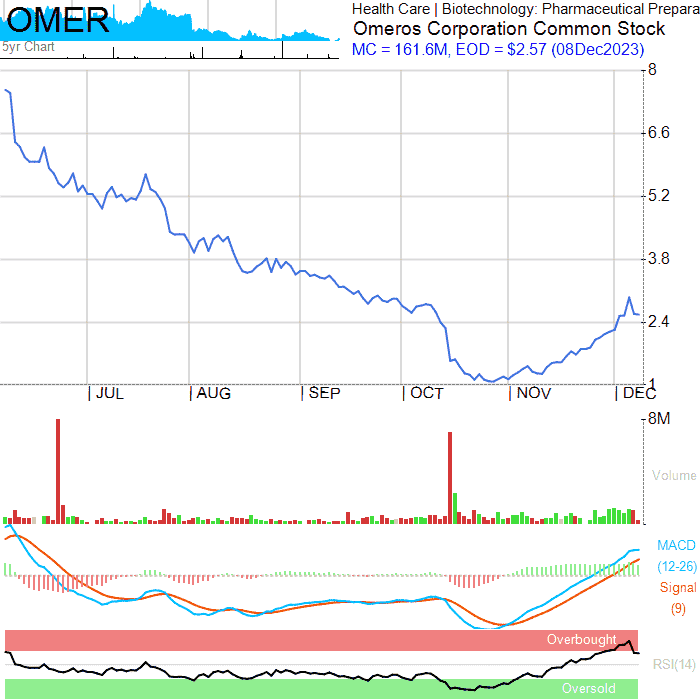 OMER
5yr Chart
Health Care | Biotechnology: Pharmaceutical Prepara
Omeros Corporation Common Stock
MC = 161.6M, EOD = $2.57 (08Dec2023)
8
6.6
5.2
3.8
2.4
1
| JUL | AUG | SEP | OCT | NOV | DEC
8M
Volume
MACD
(12-26)
Signal
(9)
Overbought
RSI(14)
Oversold